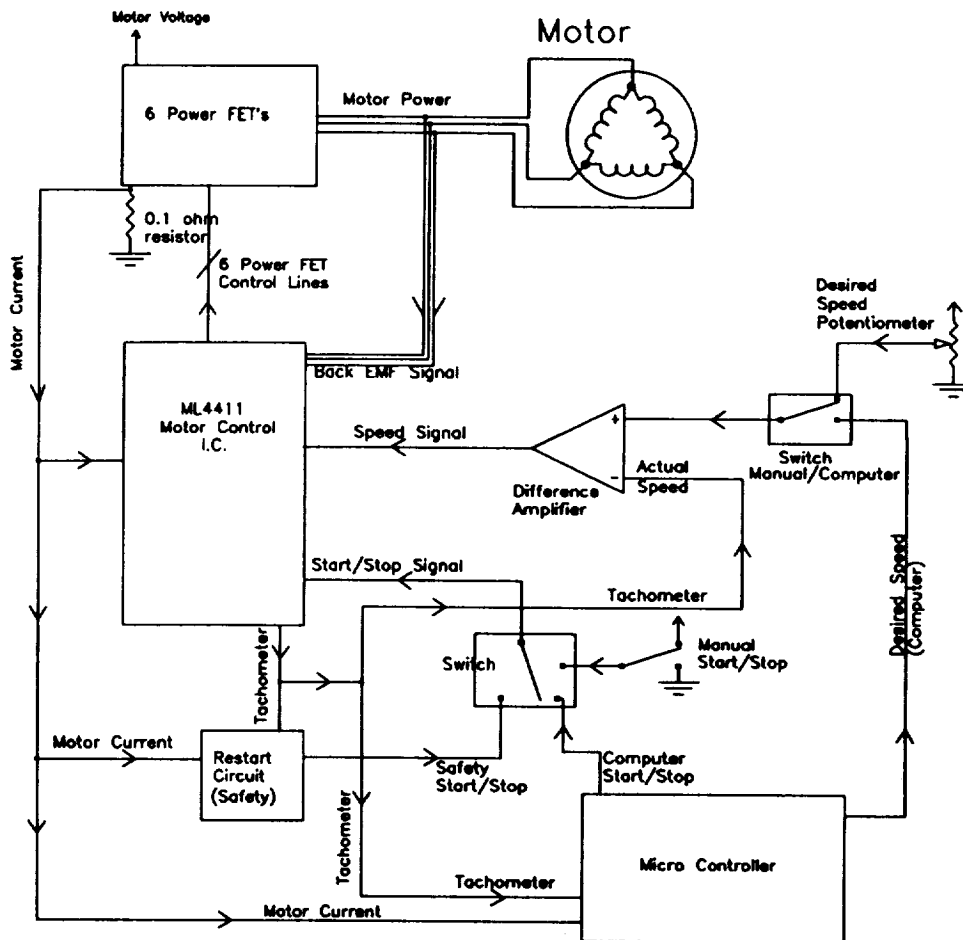 Motor Voltage
Motor
6 Power FET's
Motor Power
0.1 ohm
resistor
6 Power FET
Control Lines
Motor Current
Desired
Speed
Potentiometer
Back EMF Signal
ML4411
Motor Control
I.C.
Speed Signal
+
-
Actual
Speed
Difference
Amplifier
Switch
Manual/Computer
Start/Stop Signal
Tachometer
Desired Speed
(Computer)
Tachometer
Switch
Manual
Start/Stop
Motor Current
Restart
Circuit
(Safety)
Safety
Start/Stop
Computer
Start/Stop
Tachometer
Micro Controller
Tachometer
Motor Current